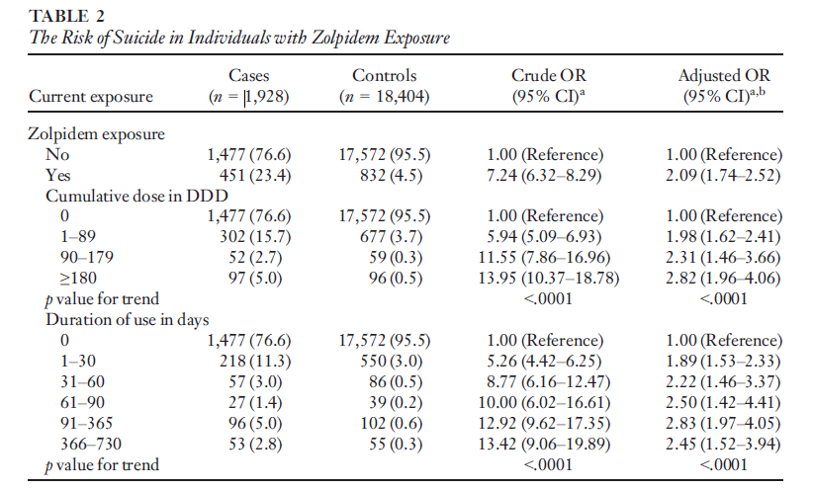 TABLE 2
The Risk of Suicide in Individuals with Zolpidem Exposure
Current exposure Cases (n = 1,928) Controls (n = 18,404) Crude OR (95% CI)a Adjusted OR (95% CI)a,b
Zolpidem exposure
No 1,477 (76.6) 17,572 (95.5) 1.00 (Reference) 1.00 (Reference)
Yes 451 (23.4) 832 (4.5) 7.24 (6.32–8.29) 2.09 (1.74–2.52)
Cumulative dose in DDD
0 1,477 (76.6) 17,572 (95.5) 1.00 (Reference) 1.00 (Reference)
1–89 302 (15.7) 677 (3.7) 5.94 (5.09–6.93) 1.98 (1.62–2.41)
90–179 52 (2.7) 59 (0.3) 11.55 (7.86–16.96) 2.31 (1.46–3.66)
≥180 97 (5.0) 96 (0.5) 13.95 (10.37–18.78) 2.82 (1.96–4.06)
p value for trend <.0001 <.0001
Duration of use in days
0 1,477 (76.6) 17,572 (95.5) 1.00 (Reference) 1.00 (Reference)
1–30 218 (11.3) 550 (3.0) 5.26 (4.42–6.25) 1.89 (1.53–2.33)
31–60 57 (3.0) 86 (0.5) 8.77 (6.16–12.47) 2.22 (1.46–3.37)
61–90 27 (1.4) 39 (0.2) 10.00 (6.02–16.61) 2.50 (1.42–4.41)
91–365 96 (5.0) 102 (0.6) 12.92 (9.62–17.35) 2.83 (1.97–4.05)
366–730 53 (2.8) 55 (0.3) 13.42 (9.06–19.89) 2.45 (1.52–3.94)
p value for trend <.0001 <.0001